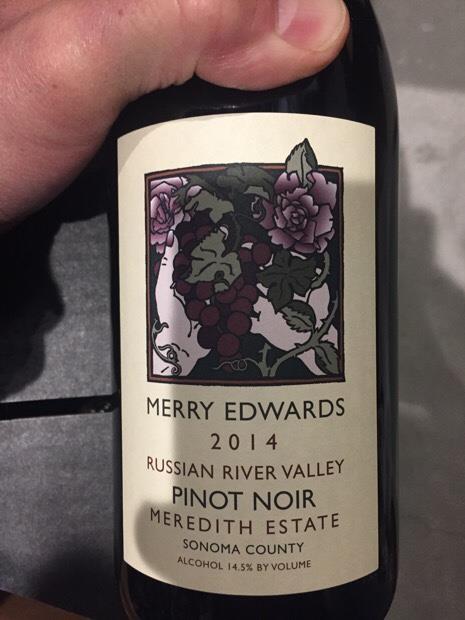 MERRY EDWARDS
2014
RUSSIAN RIVER VALLEY
PINOT NOIR
MEREDITH ESTATE
SONOMA COUNTY
ALCOHOL 14.5% BY VOLUME